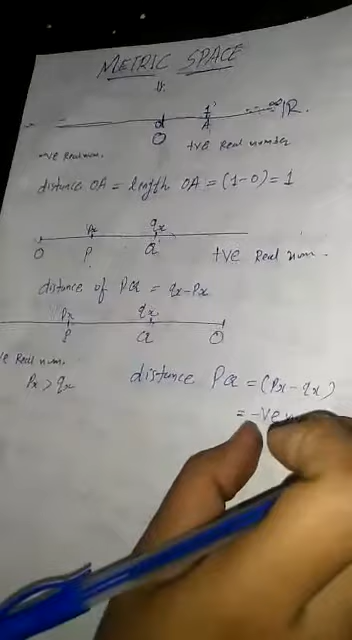 METRIC SPACE
1 A O IR.
-ve Real num. +ve Real number
distance OA = length OA = (1-0) = 1
Px qx
O P Q +ve Real num.
distance of PQ = qx-Px
Px qx
P Q O
ve Real num.
Px > qx distance PQ = (Px - qx)
= -ve